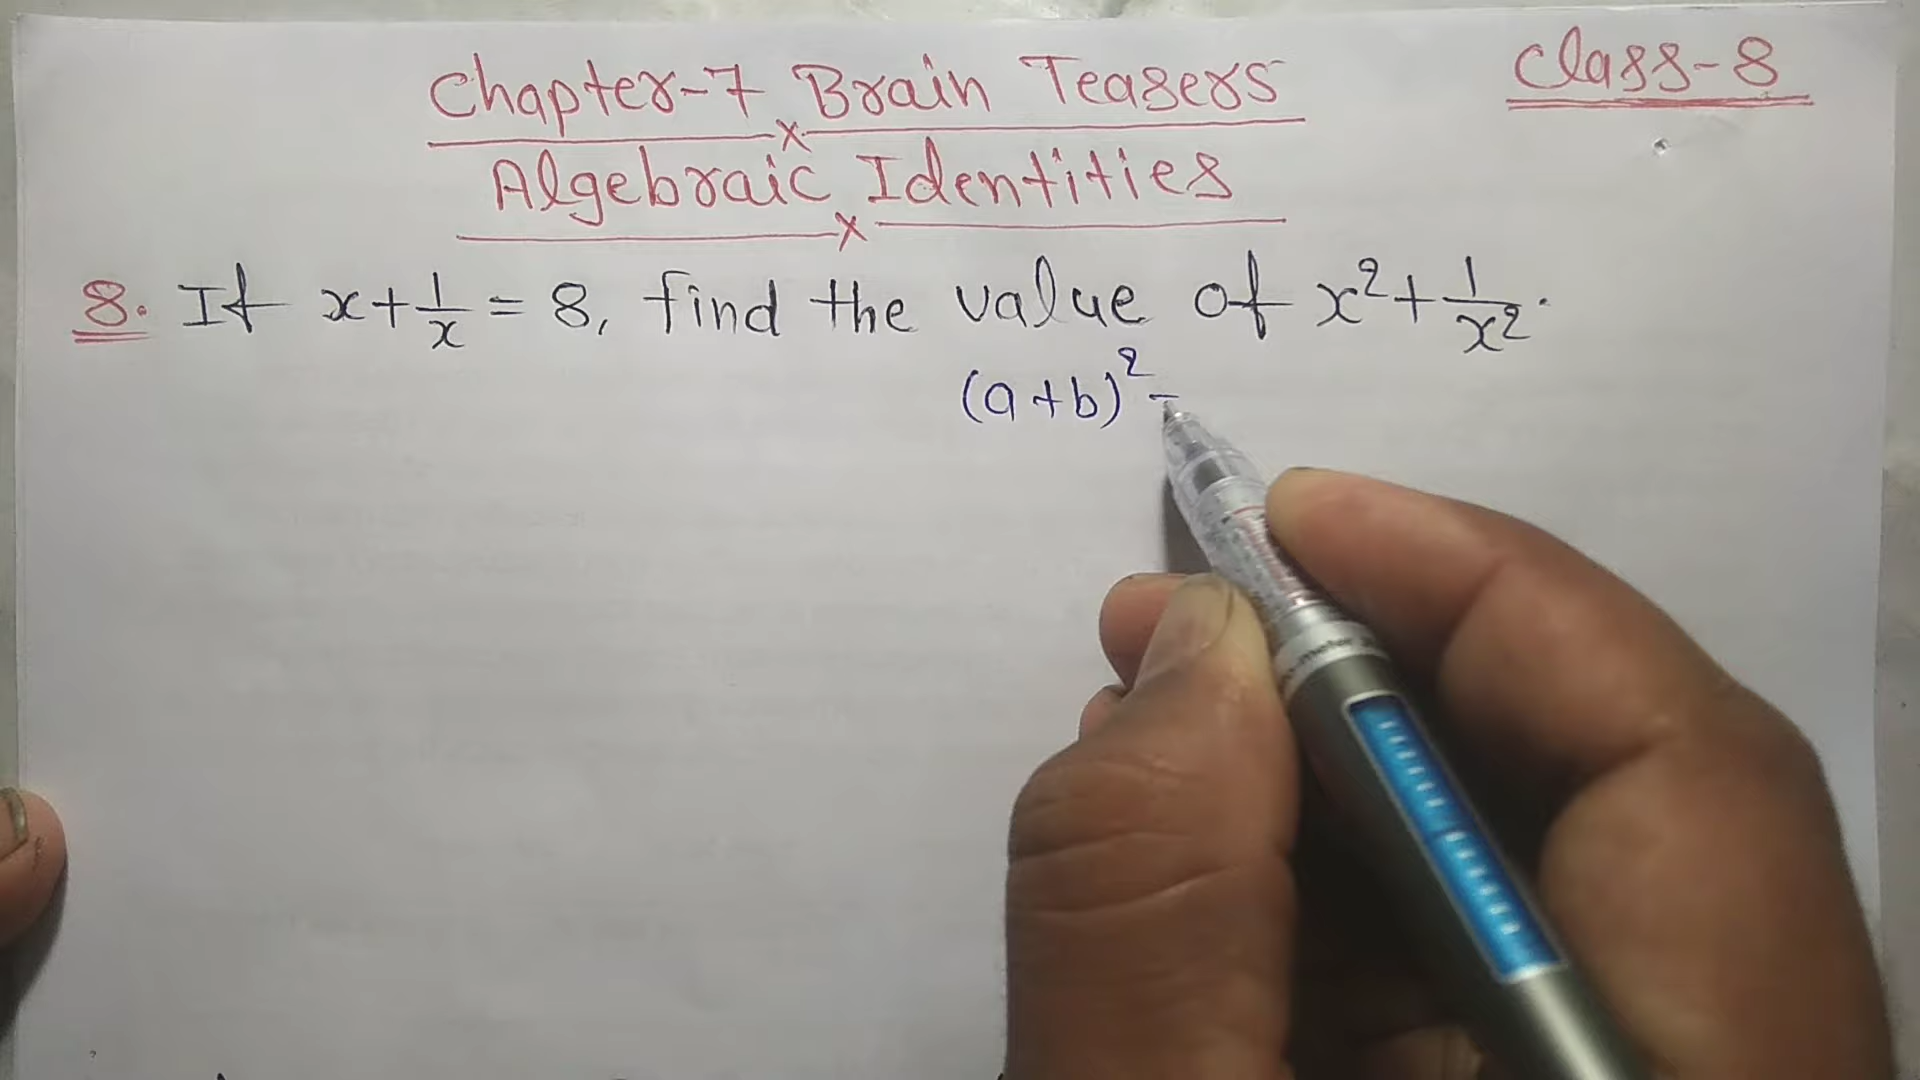 Class-8
Chapter-7 Brain Teasers
Algebraic Identities
8. If x+1/x = 8, find the value of x²+1/x².
(a+b)² -